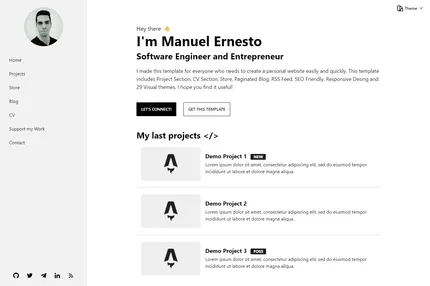 Theme
Home
Projects
Store
Blog
CV
Support my Work
Contact
Hey there 👋
I'm Manuel Ernesto
Software Engineer and Entrepreneur
I made this template for everyone who needs to create a personal website easily and quickly. This template
includes Project Section, CV Section, Store, Paginated Blog, RSS Feed, SEO Friendly, Responsive Desing and
29 Visual themes. I hope you find it useful!
LET'S CONNECT!
GET THIS TEMPLATE
My last projects </>
Demo Project 1 NEW
Lorem ipsum dolor sit amet, consectetur adipiscing elit, sed do eiusmod tempor
incididunt ut labore et dolore magna aliqua.
Demo Project 2
Lorem ipsum dolor sit amet, consectetur adipiscing elit, sed do eiusmod tempor
incididunt ut labore et dolore magna aliqua.
Demo Project 3 FOSS
Lorem ipsum dolor sit amet, consectetur adipiscing elit, sed do eiusmod tempor
incididunt ut labore et dolore magna aliqua.